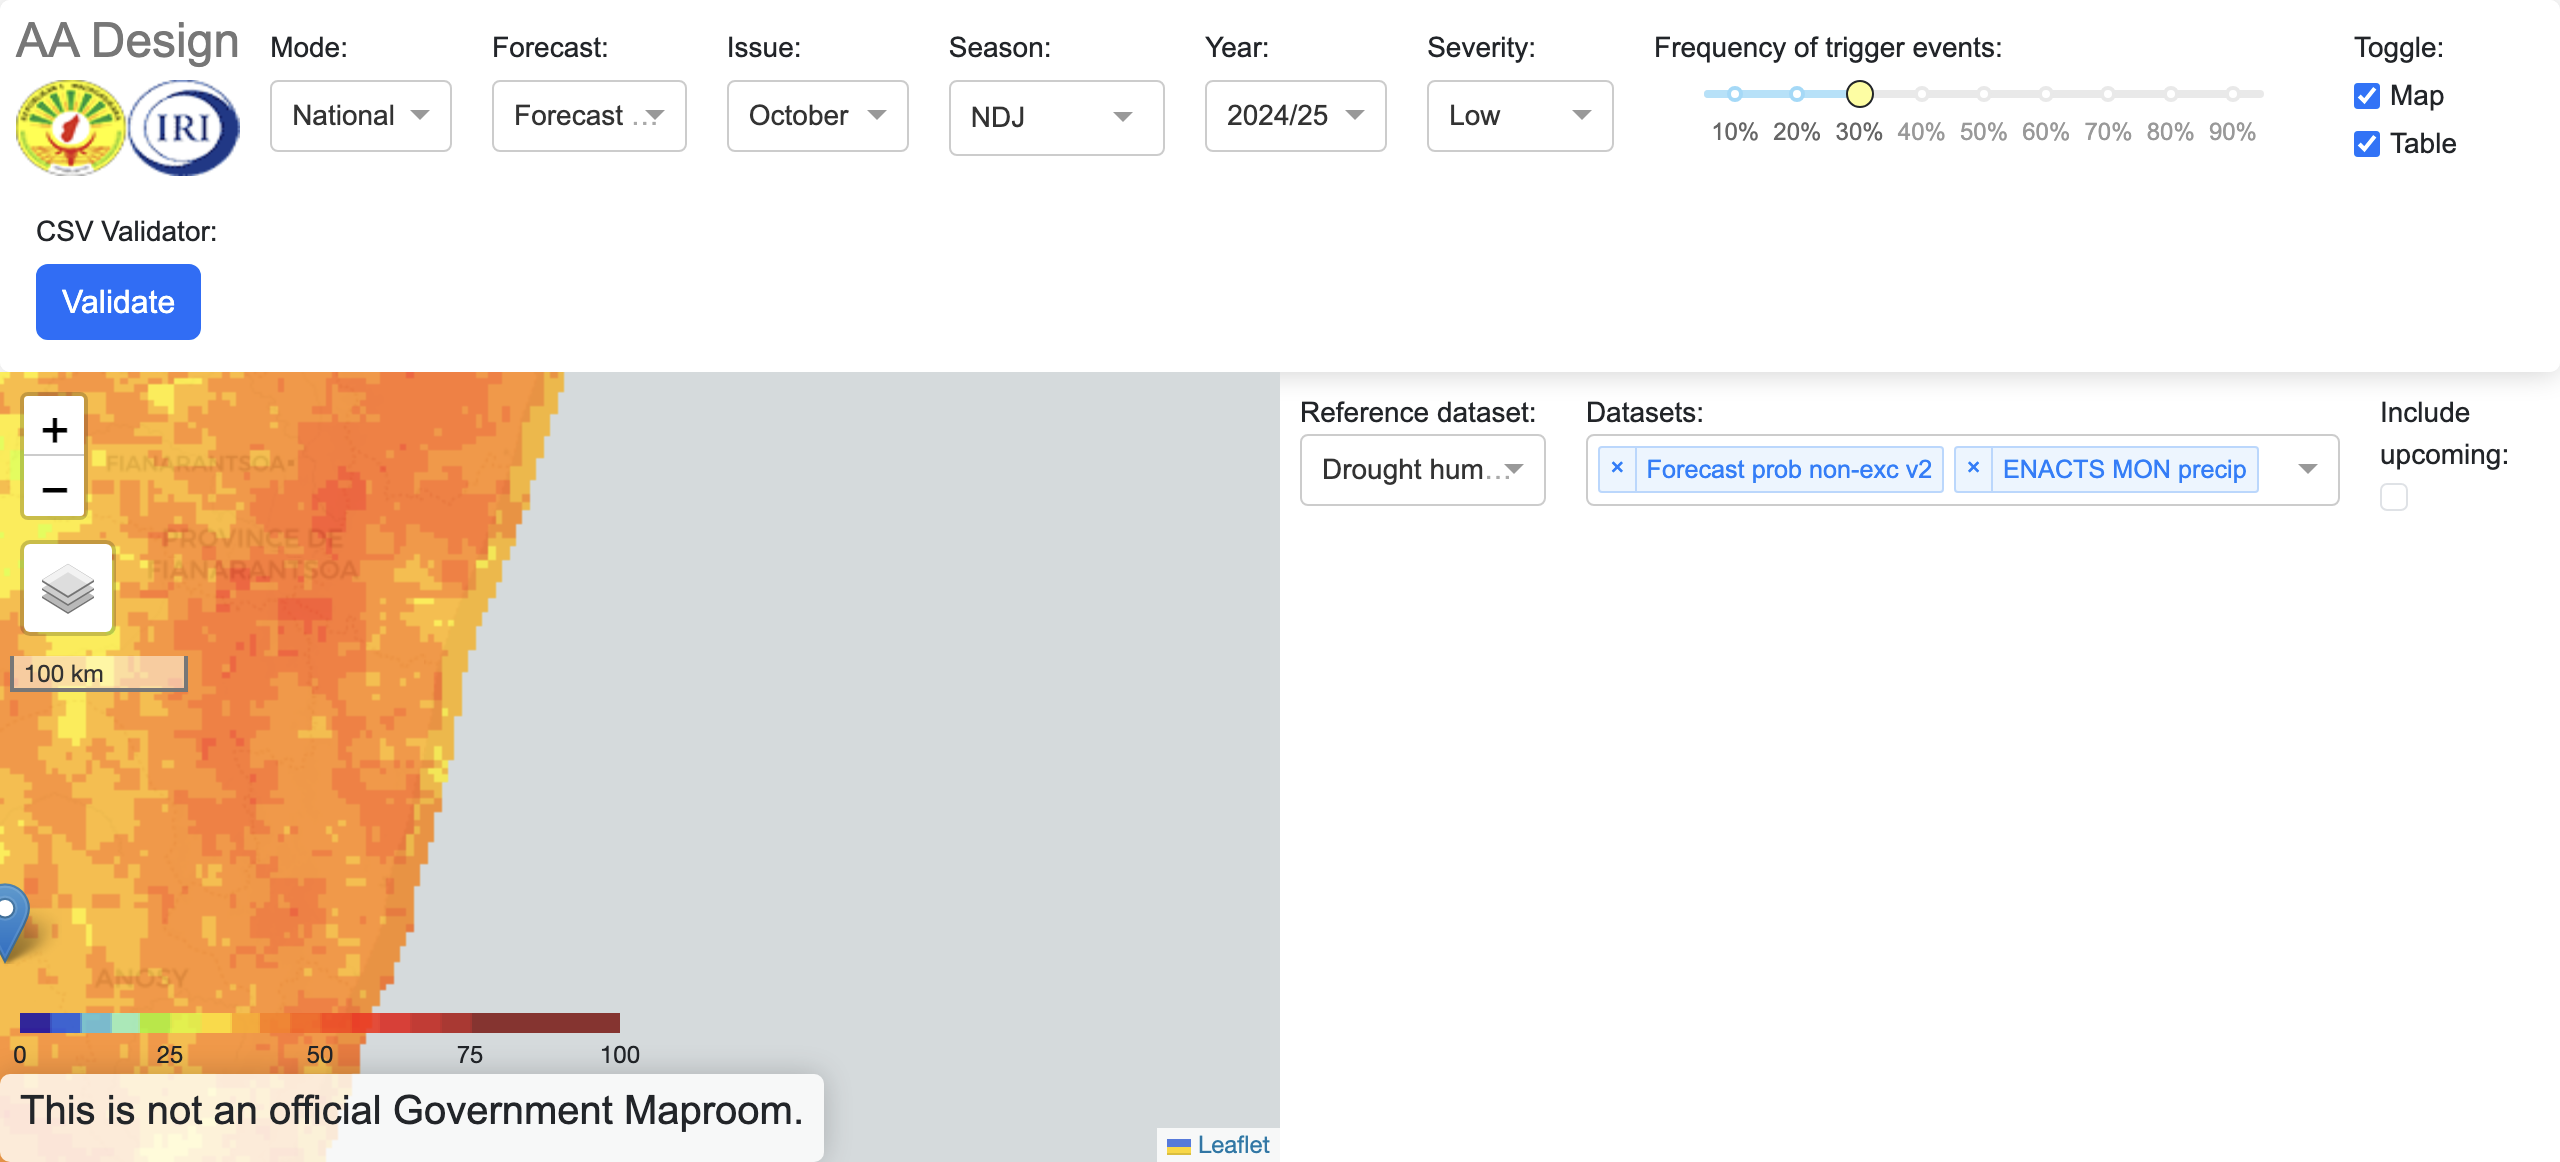 AA Design
Mode:
Forecast:
Issue:
Season:
Year:
Severity:
Frequency of trigger events:
Toggle:
National
Forecast ...
October
NDJ
2024/25
Low
10% 20% 30% 40% 50% 60% 70% 80% 90%
Map
Table
IRI
CSV Validator:
Validate
+
−
FIANARANTSOA
PROVINCE DE
FIANARANTSOA
100 km
ANOSY
0 25 50 75 100
This is not an official Government Maproom.
Leaflet
Reference dataset:
Drought hum...
Datasets:
× Forecast prob non-exc v2
× ENACTS MON precip
Include
upcoming: